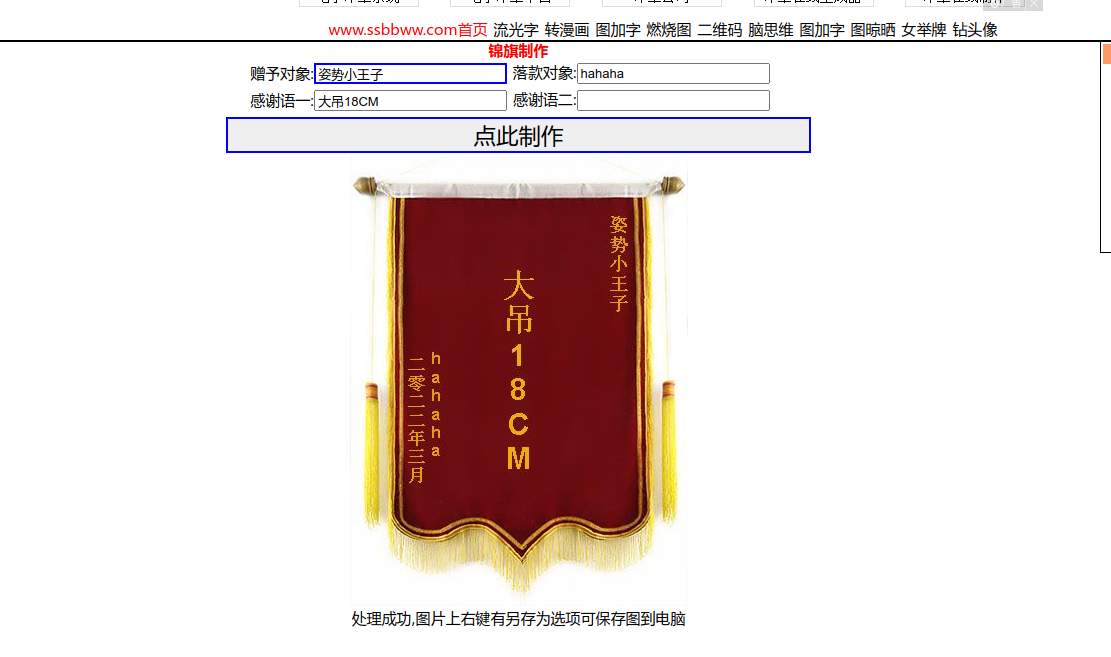 www.ssbbww.com首页 流光字 转漫画 图加字 燃烧图 二维码 脑思维 图加字 图晾晒 女举牌 钻头像
锦旗制作
赠予对象:姿势小王子 落款对象:hahaha
感谢语一:大吊18CM 感谢语二:
点此制作
姿势小王子
大吊18CM
hahaha
二零二二年三月
处理成功,图片上右键有另存为选项可保存图到电脑